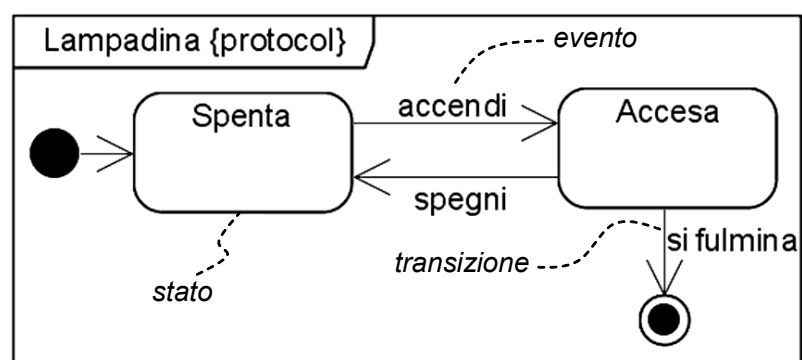 Lampadina {protocol}
evento
Spenta
accendi
Accesa
spegni
stato
transizione
si fulmina